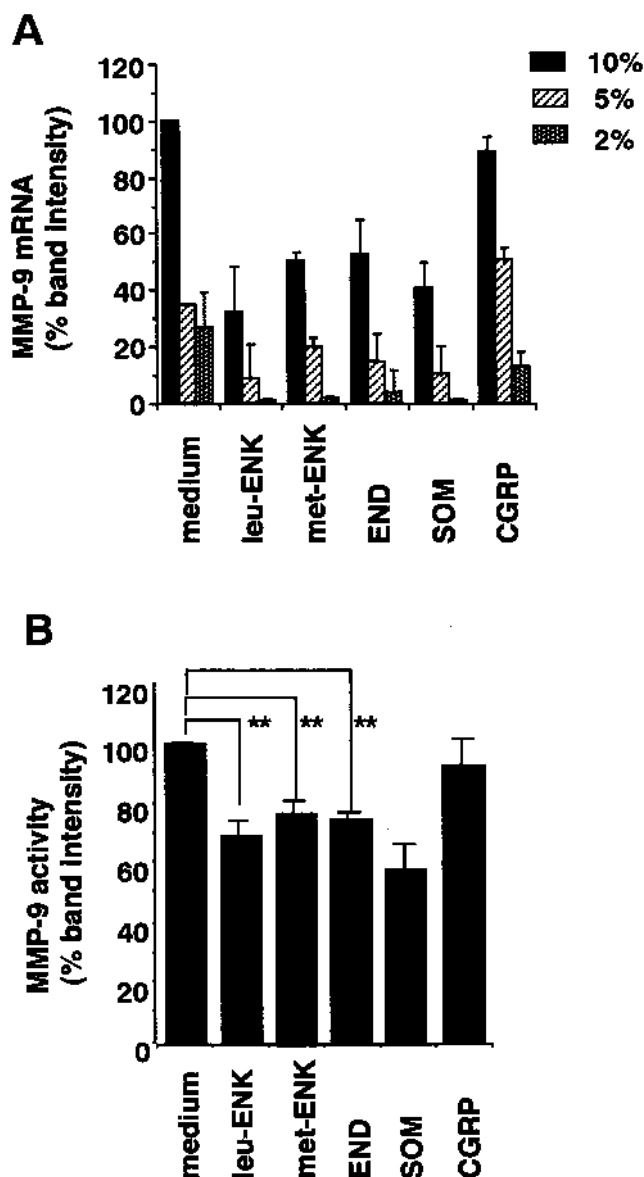 A
120
100
80
60
40
20
0
MMP-9 mRNA
(% band Intensity)
10%
5%
2%
medium
leu-ENK
met-ENK
END
SOM
CGRP
B
120
100
80
60
40
20
0
MMP-9 activity
(% band Intensity)
** ** **
medium
leu-ENK
met-ENK
END
SOM
CGRP